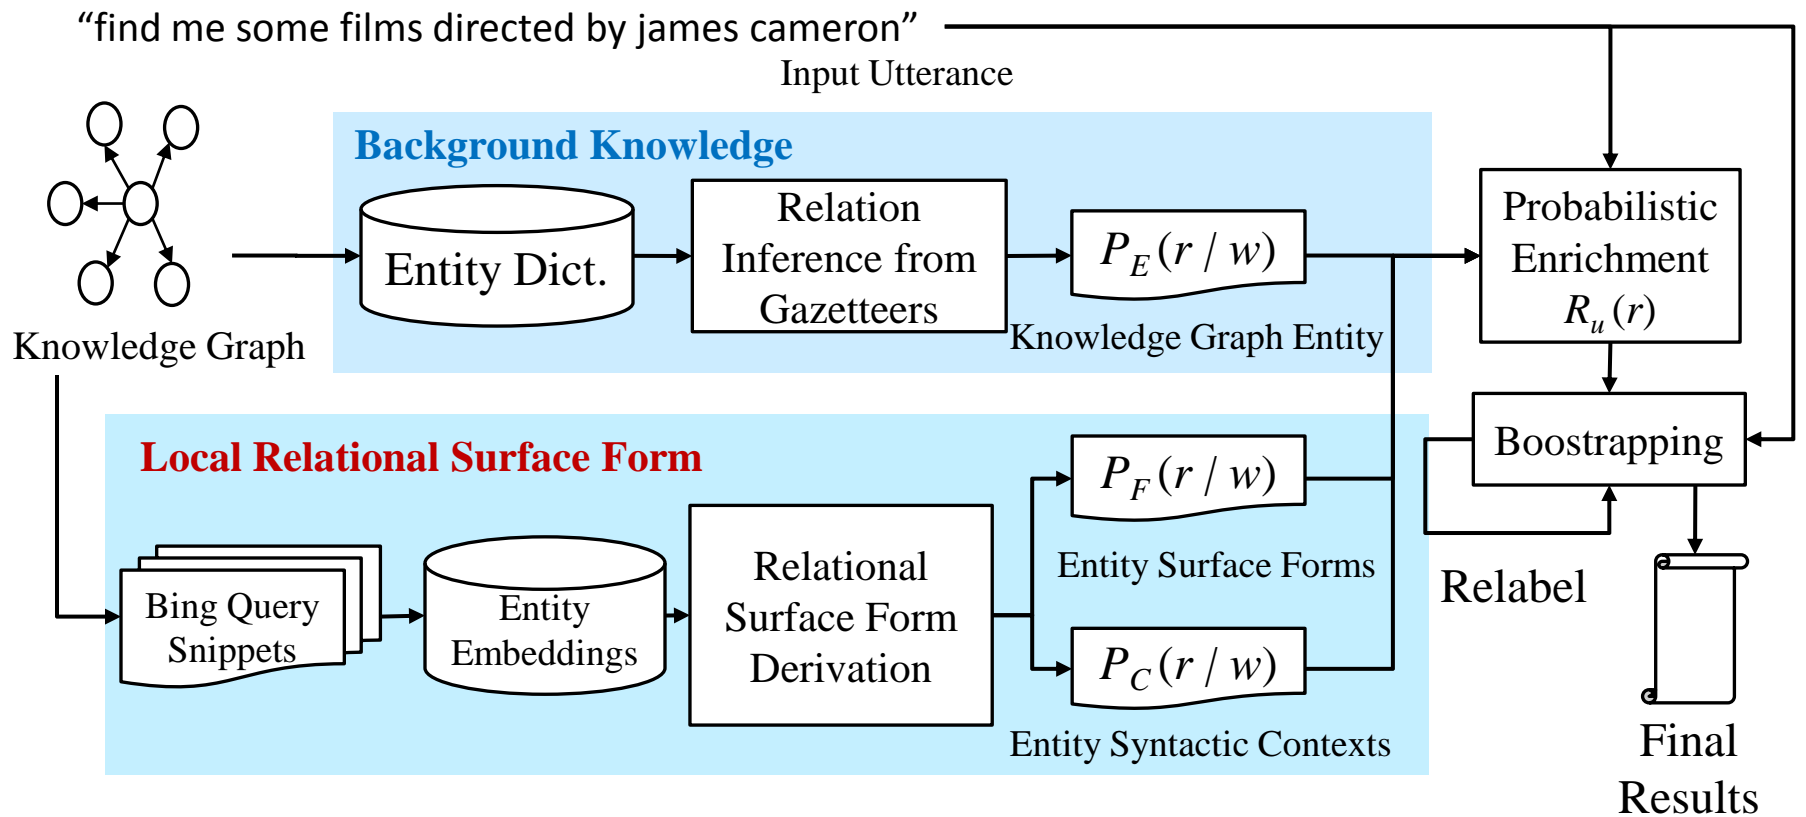 “find me some films directed by james cameron”
Input Utterance
Background Knowledge
Entity Dict.
Relation
Inference from
Gazetteers
P_E (r / w)
Knowledge Graph Entity
Probabilistic
Enrichment
R_u (r)
Knowledge Graph
Boostrapping
Relabel
Local Relational Surface Form
Bing Query
Snippets
Entity
Embeddings
Relational
Surface Form
Derivation
P_F (r / w)
Entity Surface Forms
P_C (r / w)
Entity Syntactic Contexts
Final
Results